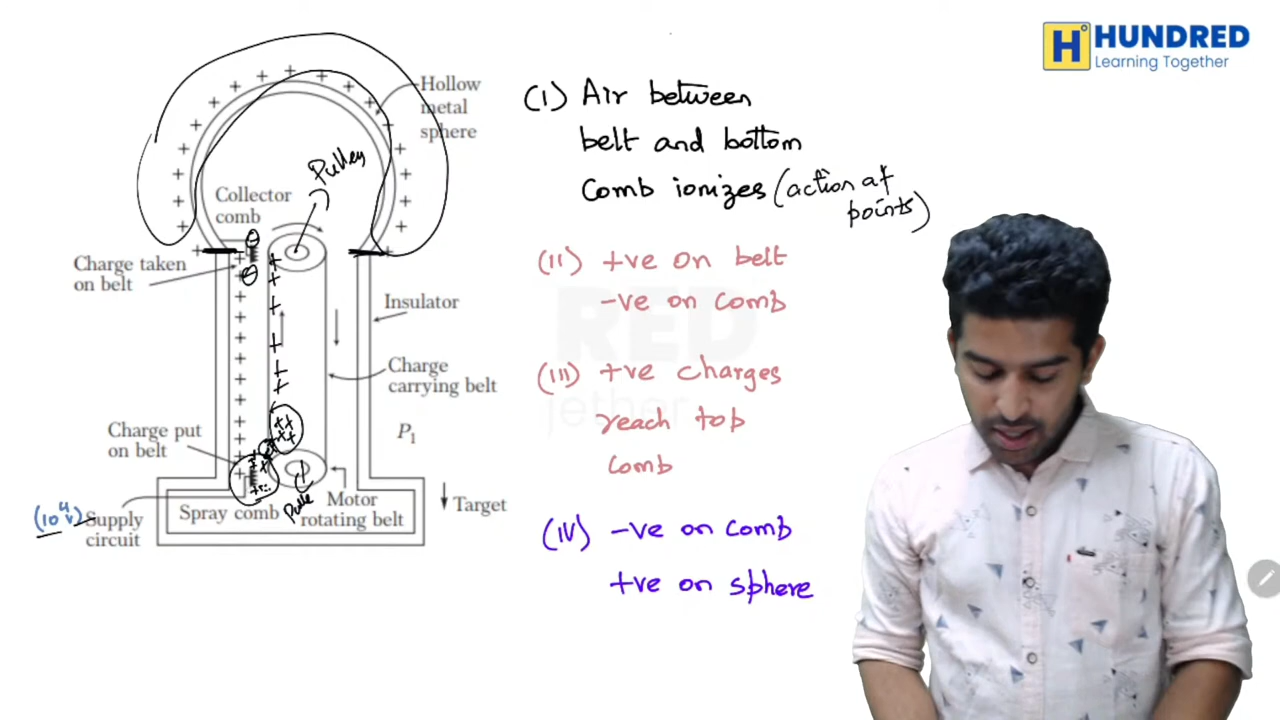 HUNDRED
Learning Together
Hollow
metal
sphere
Pulley
Collector
comb
Charge taken
on belt
Insulator
Charge
carrying belt
Charge put
on belt
P1
(10⁴ V)
Supply
circuit
Spray comb
Pulle
Motor
rotating belt
Target
(I) Air between
belt and bottom
comb ionizes (action at
points)
(II) +ve on belt
-ve on comb
(III) +ve charges
reach top
comb
(IV) -ve on comb
+ve on sphere
RED